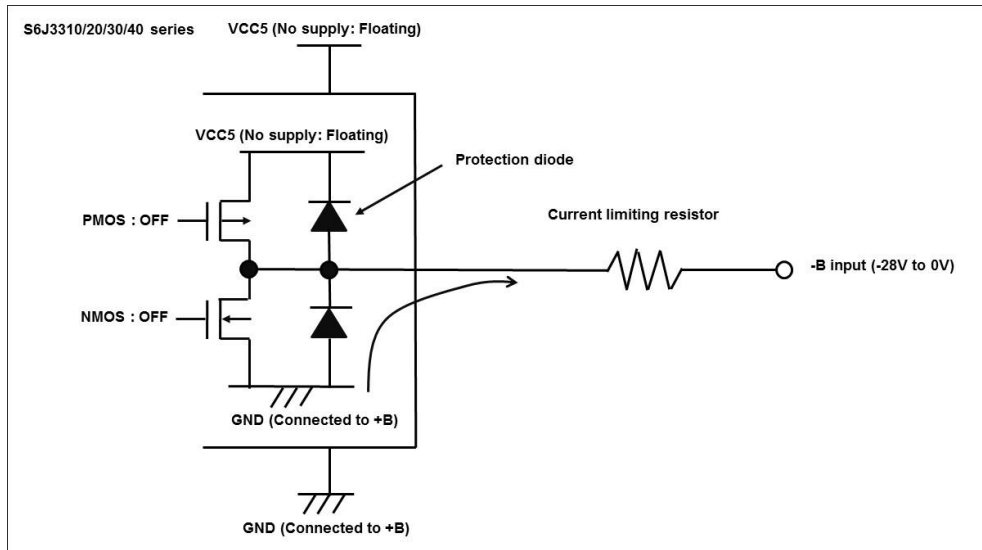 S6J3310/20/30/40 series
VCC5 (No supply: Floating)
VCC5 (No supply: Floating)
Protection diode
PMOS : OFF
Current limiting resistor
-B input (-28V to 0V)
NMOS : OFF
GND (Connected to +B)
GND (Connected to +B)